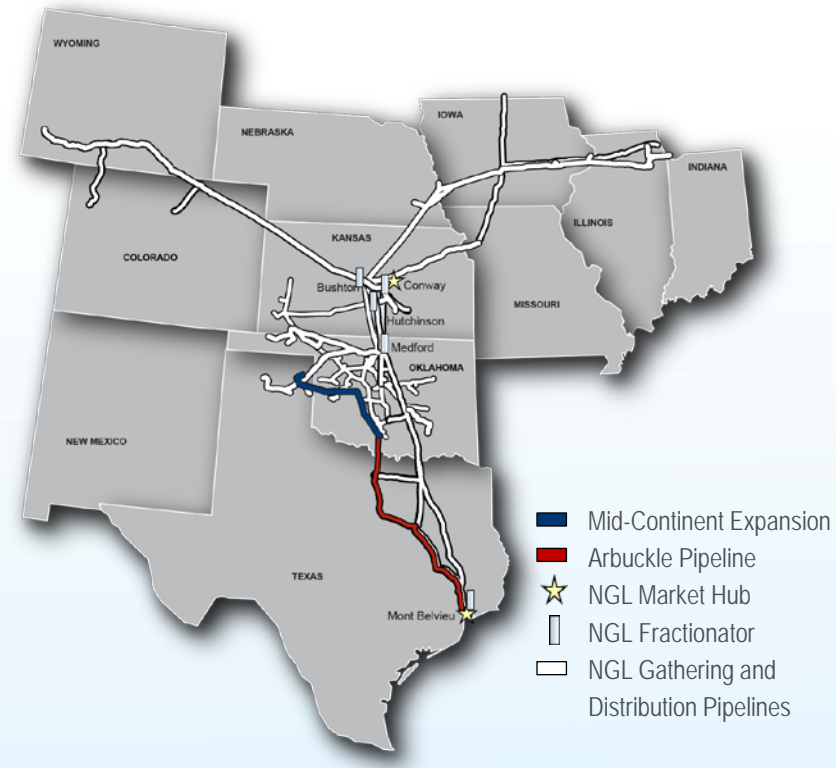 WYOMING
IOWA
NEBRASKA
INDIANA
ILLINOIS
KANSAS
COLORADO
Bushton
Conway
MISSOURI
Hutchinson
Medford
OKLAHOMA
NEW MEXICO
TEXAS
Mont Belvieu
Mid-Continent Expansion
Arbuckle Pipeline
NGL Market Hub
NGL Fractionator
NGL Gathering and
Distribution Pipelines